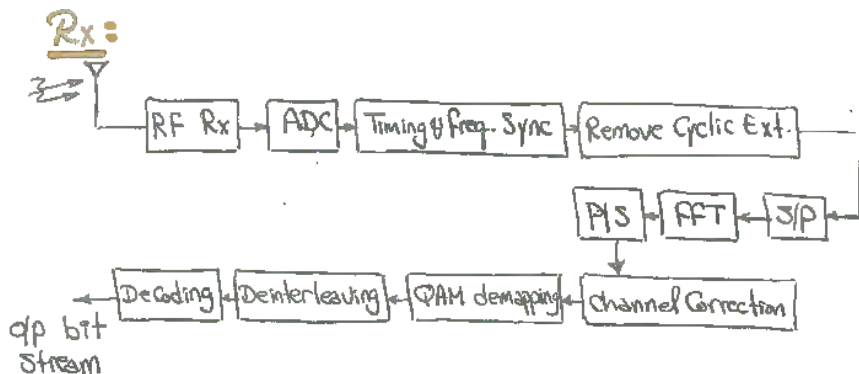 Rx:
RF Rx
ADC
Timing & freq. Sync
Remove Cyclic Ext.
P/S
FFT
S/P
Decoding
Deinterleaving
QAM demapping
Channel Correction
o/p bit
Stream